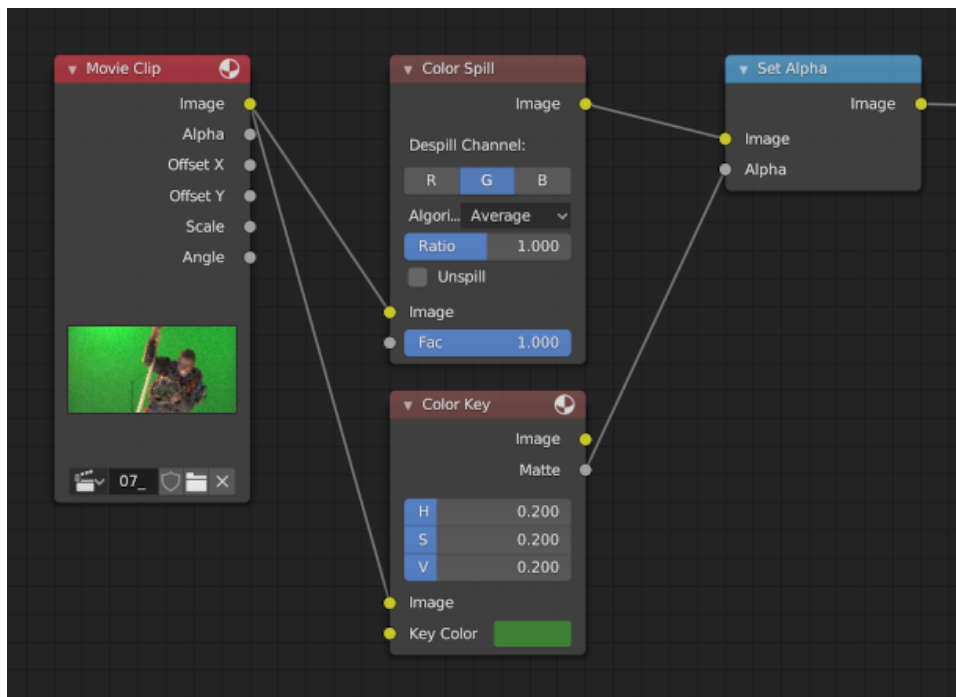 Movie Clip
Image
Alpha
Offset X
Offset Y
Scale
Angle
07_
Color Spill
Image
Despill Channel:
R G B
Algori... Average
Ratio 1.000
Unspill
Image
Fac 1.000
Color Key
Image
Matte
H 0.200
S 0.200
V 0.200
Image
Key Color
Set Alpha
Image
Image
Alpha